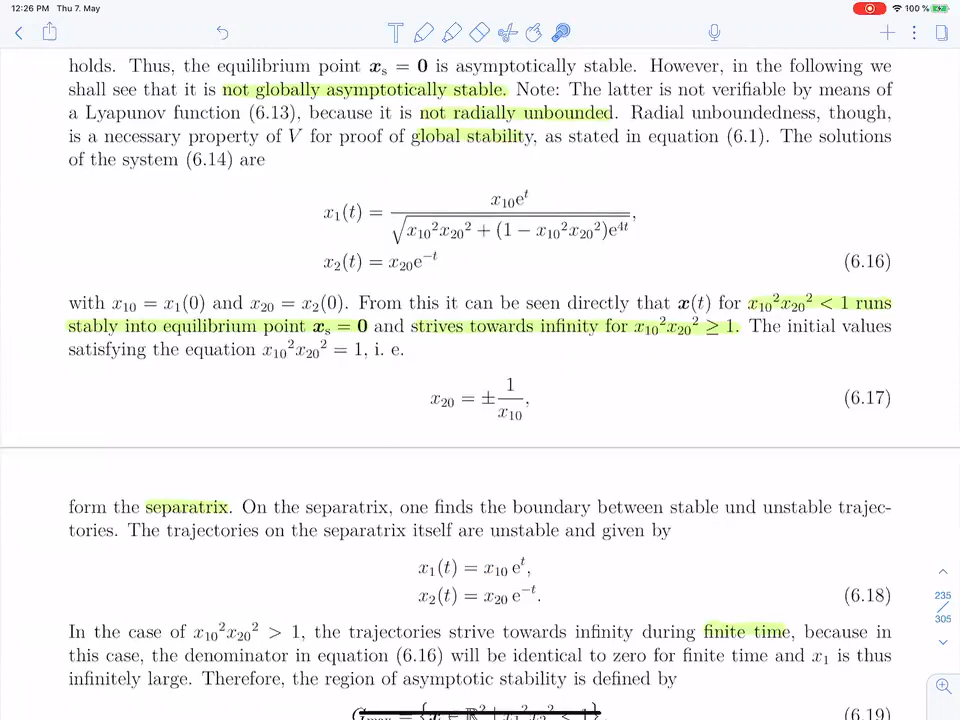 12:26 PM Thu 7. May
100 %
holds. Thus, the equilibrium point xₛ = 0 is asymptotically stable. However, in the following we
shall see that it is not globally asymptotically stable. Note: The latter is not verifiable by means of
a Lyapunov function (6.13), because it is not radially unbounded. Radial unboundedness, though,
is a necessary property of V for proof of global stability, as stated in equation (6.1). The solutions
of the system (6.14) are
x₁(t) = x₁₀eᵗ / √(x₁₀²x₂₀² + (1 − x₁₀²x₂₀²)e⁴ᵗ),
x₂(t) = x₂₀e⁻ᵗ (6.16)
with x₁₀ = x₁(0) and x₂₀ = x₂(0). From this it can be seen directly that x(t) for x₁₀²x₂₀² < 1 runs
stably into equilibrium point xₛ = 0 and strives towards infinity for x₁₀²x₂₀² ≥ 1. The initial values
satisfying the equation x₁₀²x₂₀² = 1, i. e.
x₂₀ = ± 1/x₁₀, (6.17)
form the separatrix. On the separatrix, one finds the boundary between stable und unstable trajec-
tories. The trajectories on the separatrix itself are unstable and given by
x₁(t) = x₁₀ eᵗ,
x₂(t) = x₂₀ e⁻ᵗ. (6.18)
235
/
305
In the case of x₁₀²x₂₀² > 1, the trajectories strive towards infinity during finite time, because in
this case, the denominator in equation (6.16) will be identical to zero for finite time and x₁ is thus
infinitely large. Therefore, the region of asymptotic stability is defined by
G_max = {x ∈ ℝ² | x₁²x₂² < 1}. (6.19)